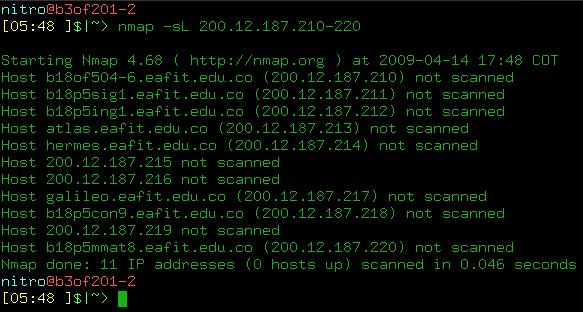 nitro@b3of201-2
[05:48 ]$|~> nmap -sL 200.12.187.210-220
Starting Nmap 4.68 ( http://nmap.org ) at 2009-04-14 17:48 COT
Host b18of504-6.eafit.edu.co (200.12.187.210) not scanned
Host b18p5sig1.eafit.edu.co (200.12.187.211) not scanned
Host b18p5ing1.eafit.edu.co (200.12.187.212) not scanned
Host atlas.eafit.edu.co (200.12.187.213) not scanned
Host hermes.eafit.edu.co (200.12.187.214) not scanned
Host 200.12.187.215 not scanned
Host 200.12.187.216 not scanned
Host galileo.eafit.edu.co (200.12.187.217) not scanned
Host b18p5con9.eafit.edu.co (200.12.187.218) not scanned
Host 200.12.187.219 not scanned
Host b18p5mmat8.eafit.edu.co (200.12.187.220) not scanned
Nmap done: 11 IP addresses (0 hosts up) scanned in 0.046 seconds
nitro@b3of201-2
[05:48 ]$|~>